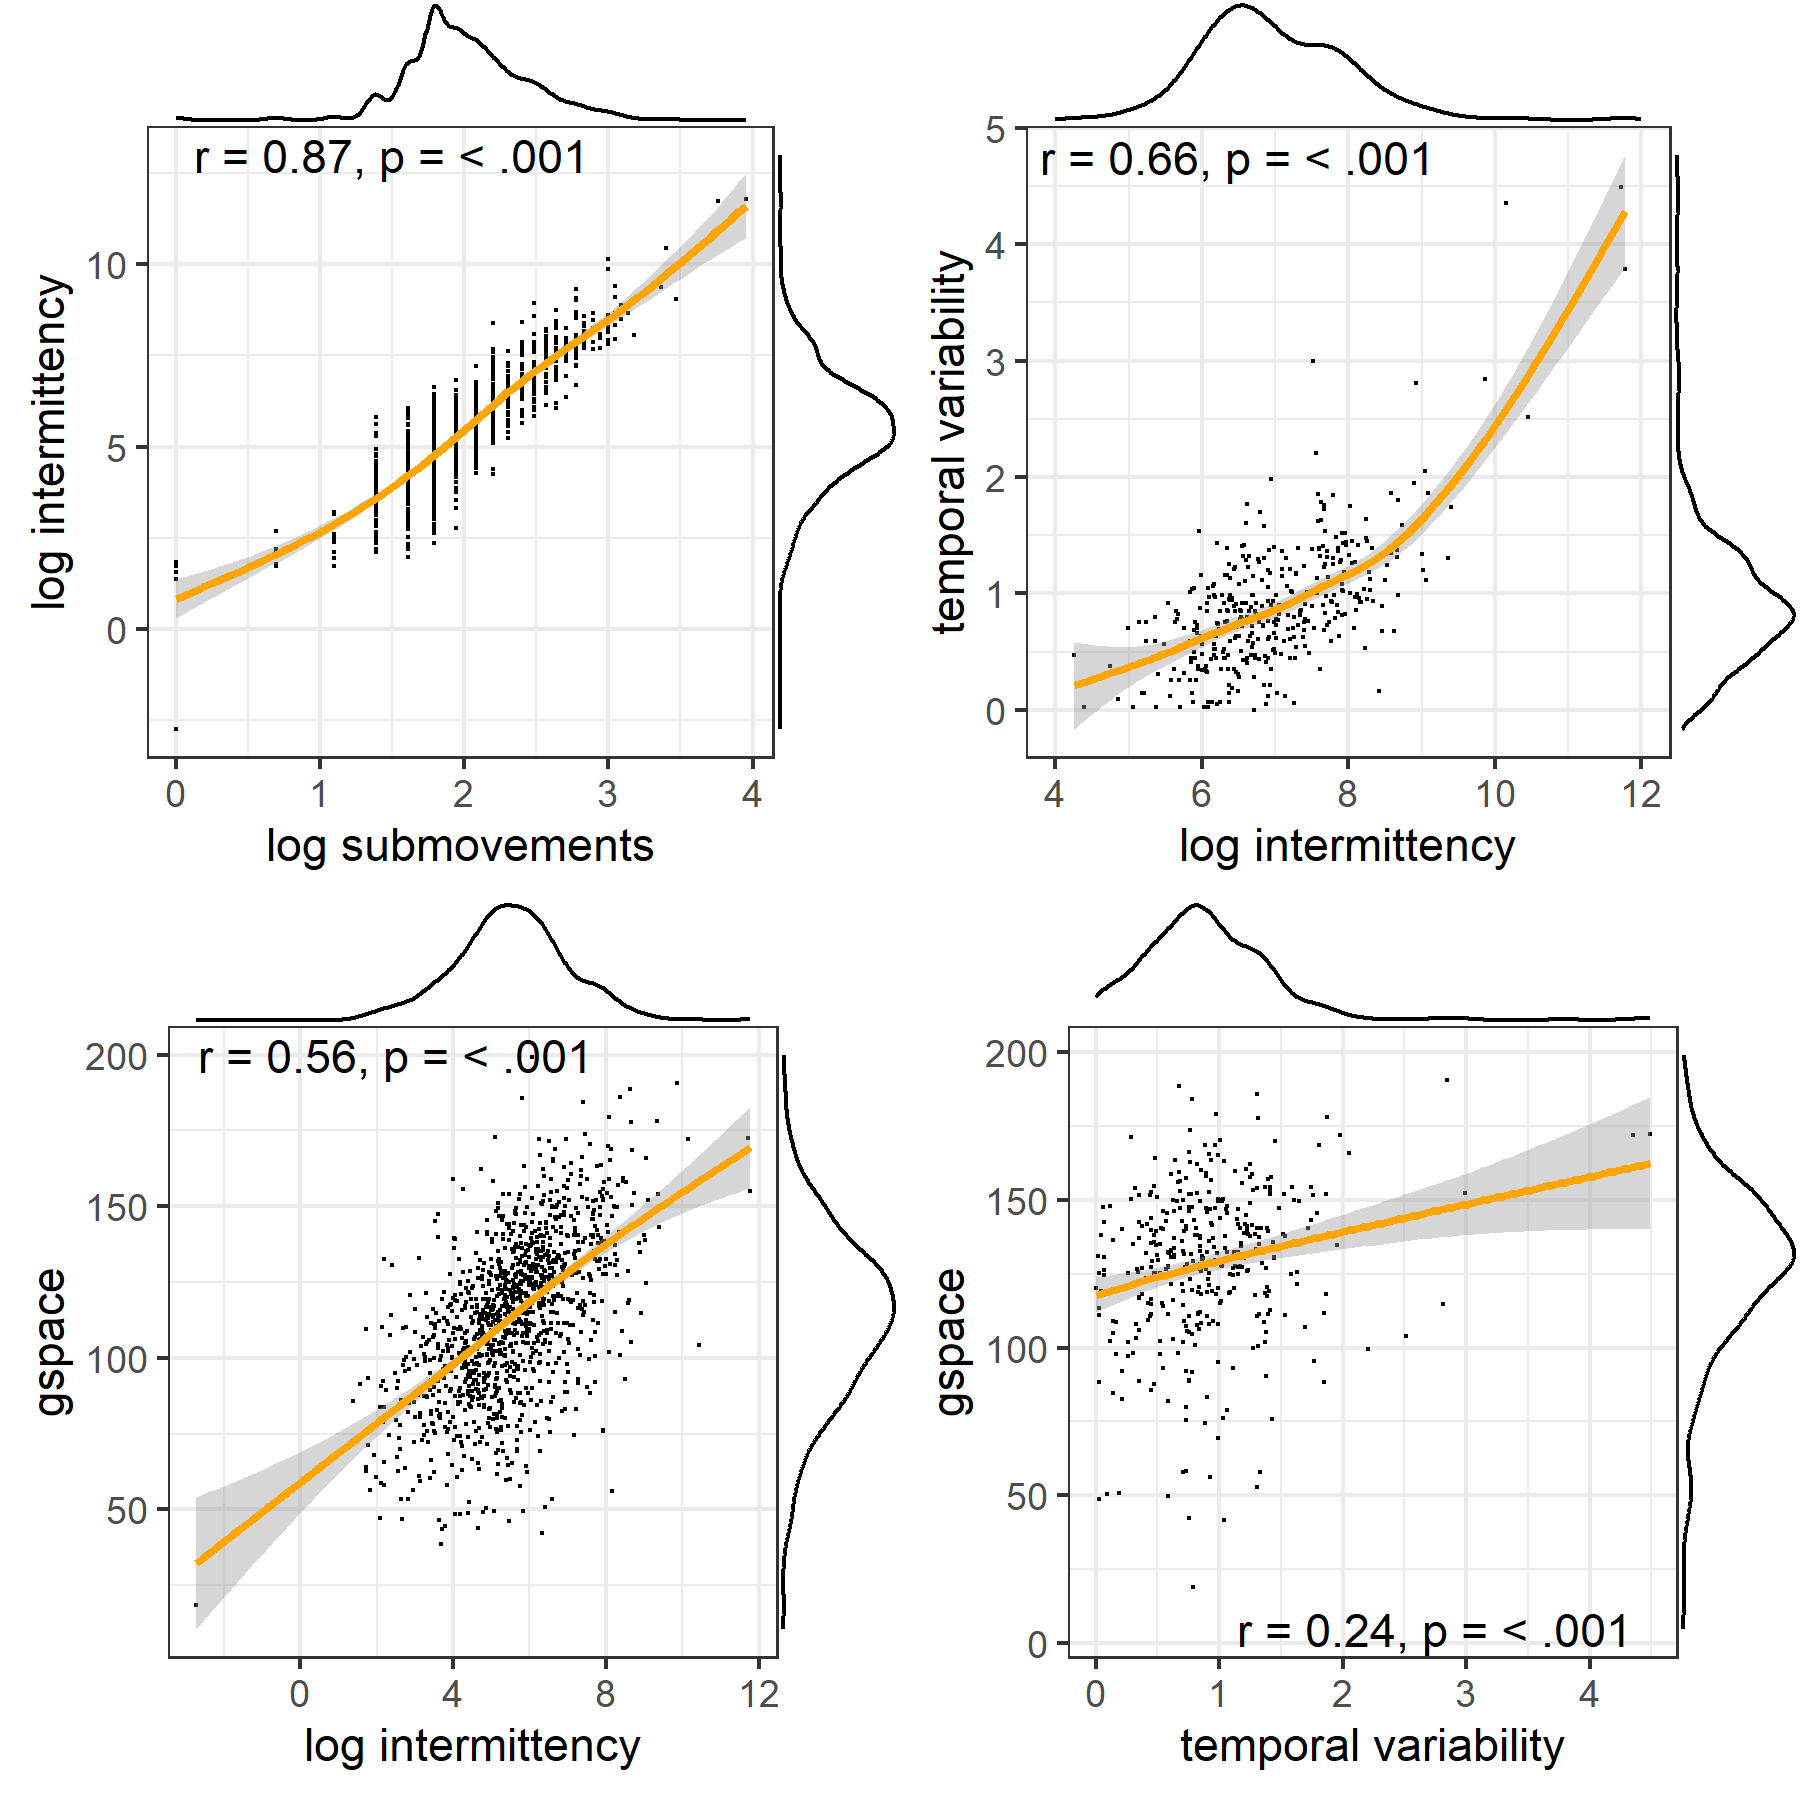 r = 0.87, p = < .001
log intermittency
10
5
0
0 1 2 3 4
log submovements
r = 0.66, p = < .001
temporal variability
5
4
3
2
1
0
4 6 8 10 12
log intermittency
r = 0.56, p = < .001
gspace
200
150
100
50
0 4 8 12
log intermittency
gspace
200
150
100
50
0
r = 0.24, p = < .001
0 1 2 3 4
temporal variability